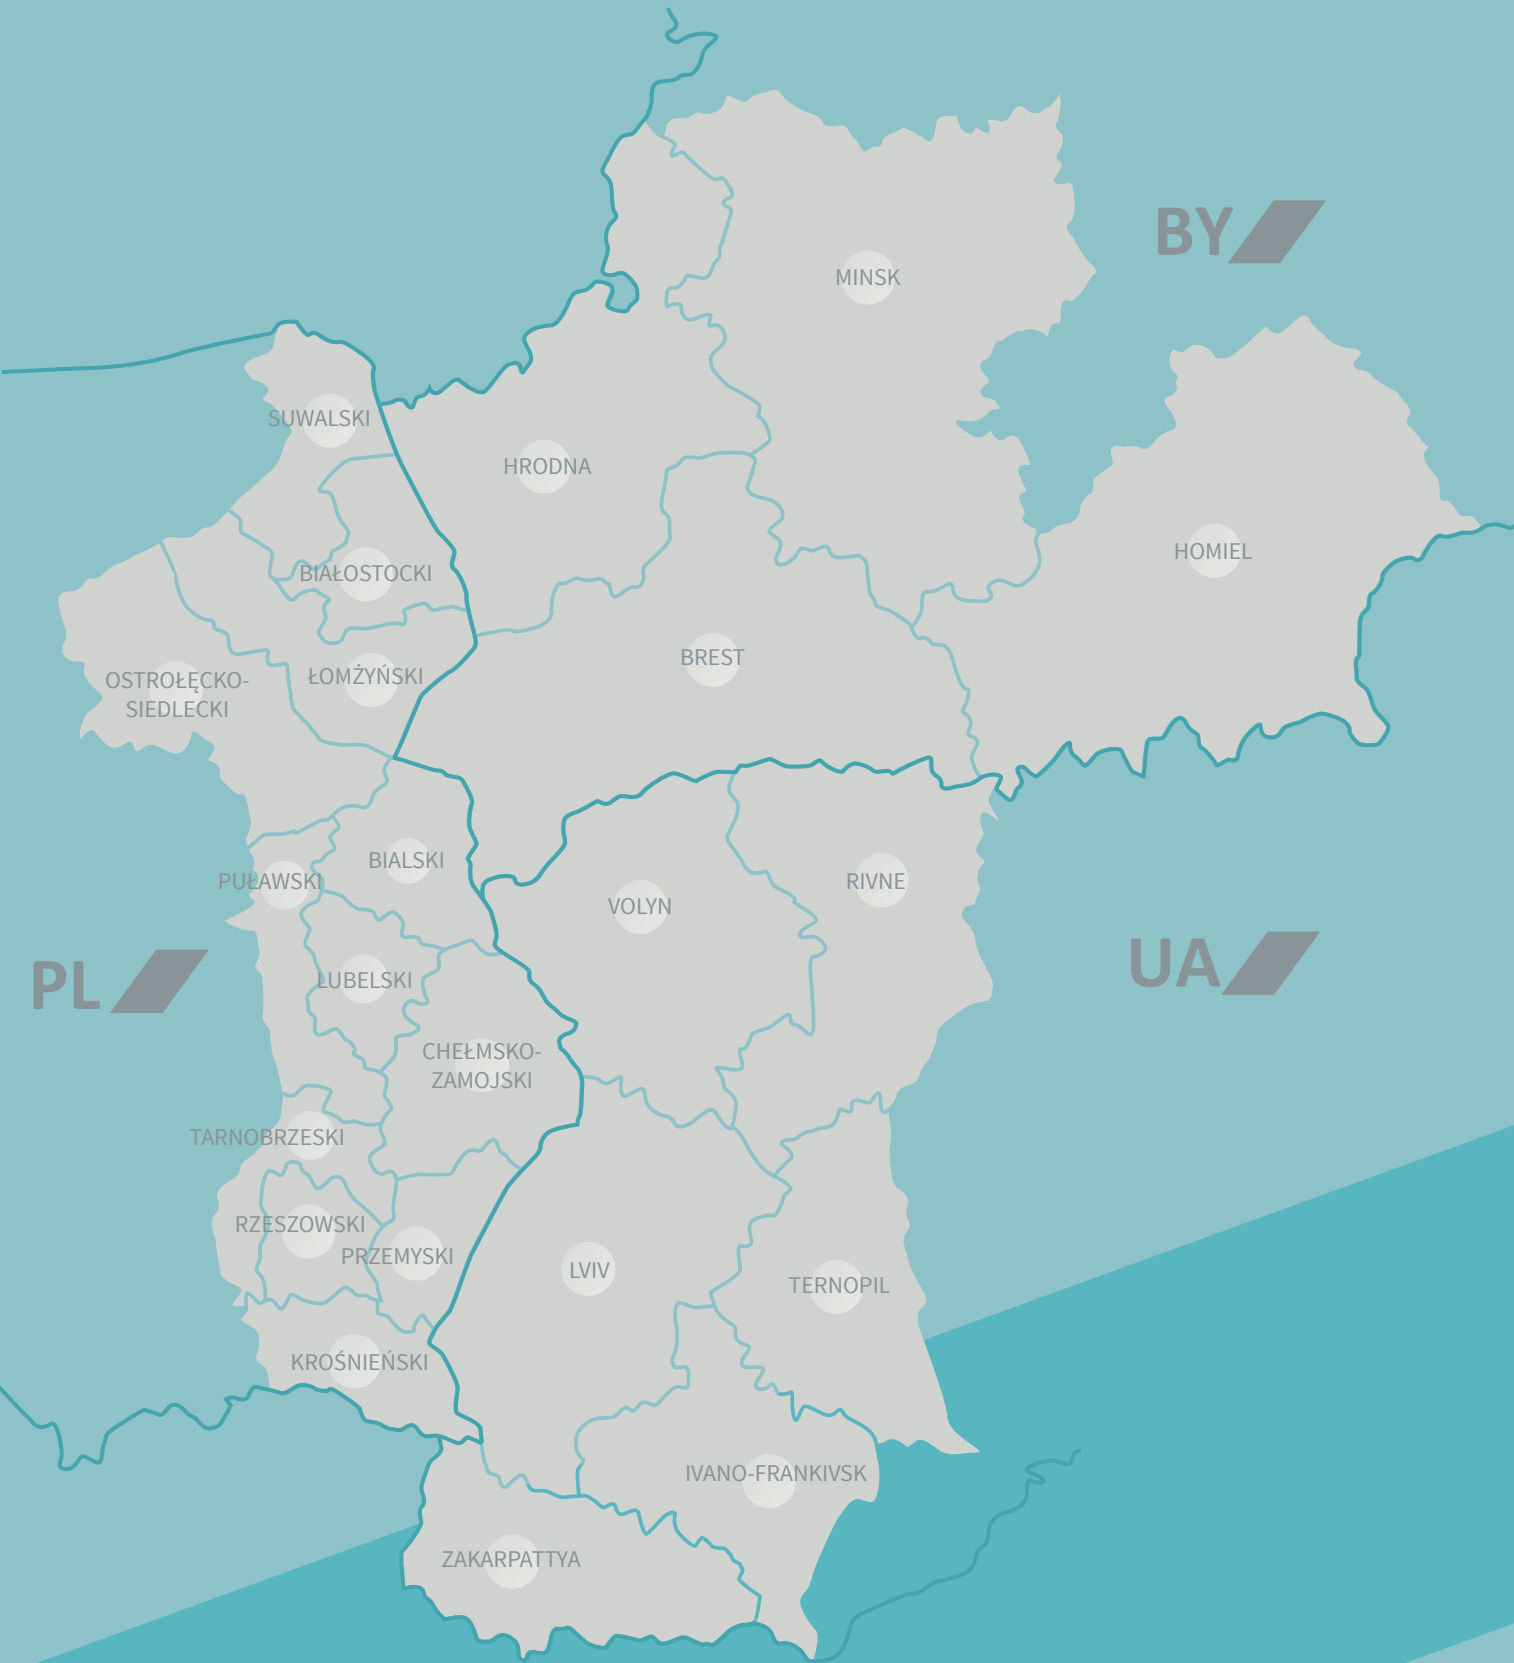 BY
MINSK
SUWALSKI
HRODNA
HOMIEL
BIAŁOSTOCKI
BREST
ŁOMŻYŃSKI
OSTROŁĘCKO-
SIEDLECKI
BIALSKI
PUŁAWSKI
RIVNE
VOLYN
PL
UA
LUBELSKI
CHEŁMSKO-
ZAMOJSKI
TARNOBRZESKI
RZESZOWSKI
PRZEMYSKI
LVIV
TERNOPIL
KROŚNIEŃSKI
IVANO-FRANKIVSK
ZAKARPATTYA